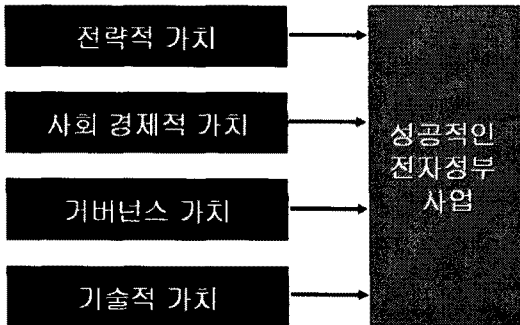 전략적 가치
사회 경제적 가치
거버넌스 가치
기술적 가치
성공적인
전자정부
사업